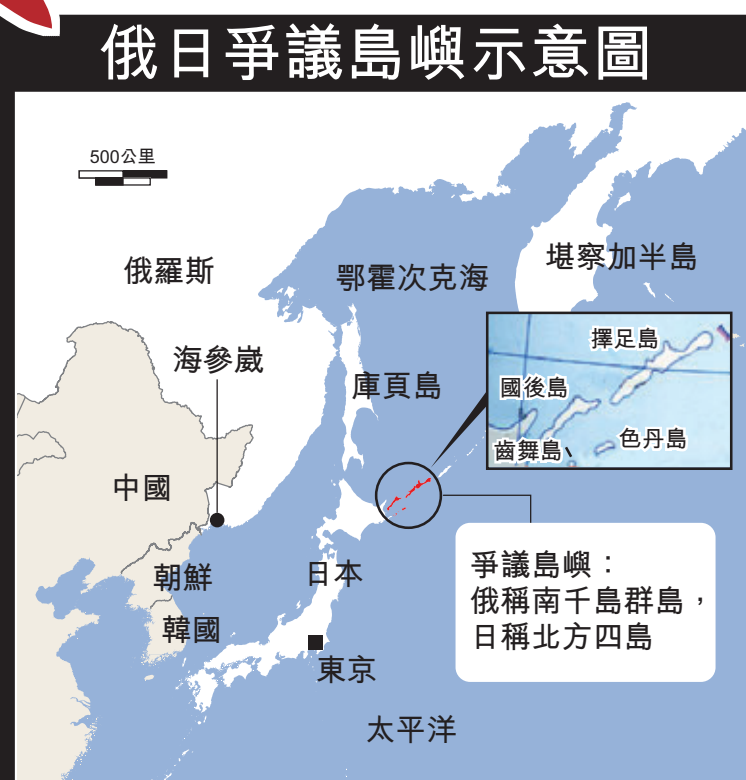 俄日爭議島嶼示意圖
500公里
俄羅斯
鄂霍次克海
堪察加半島
海參崴
庫頁島
擇足島
國後島
齒舞島
色丹島
中國
朝鮮
日本
韓國
東京
太平洋
爭議島嶼：
俄稱南千島群島，
日稱北方四島